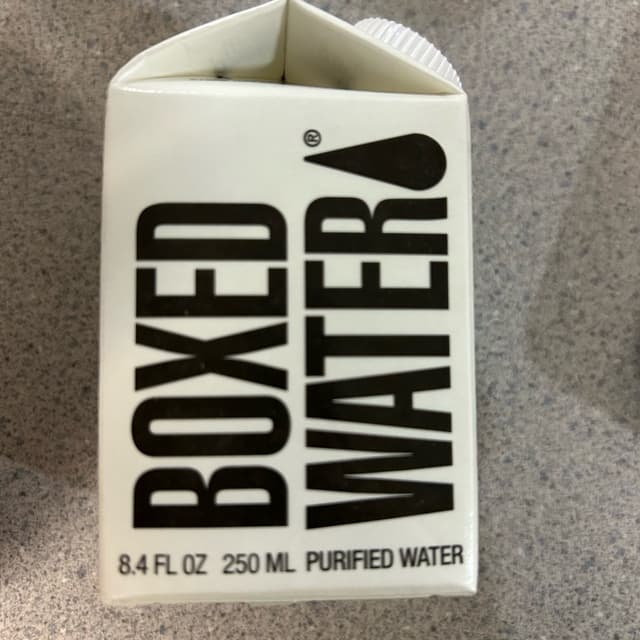 BOXED
WATER
®
8.4 FL OZ 250 ML PURIFIED WATER